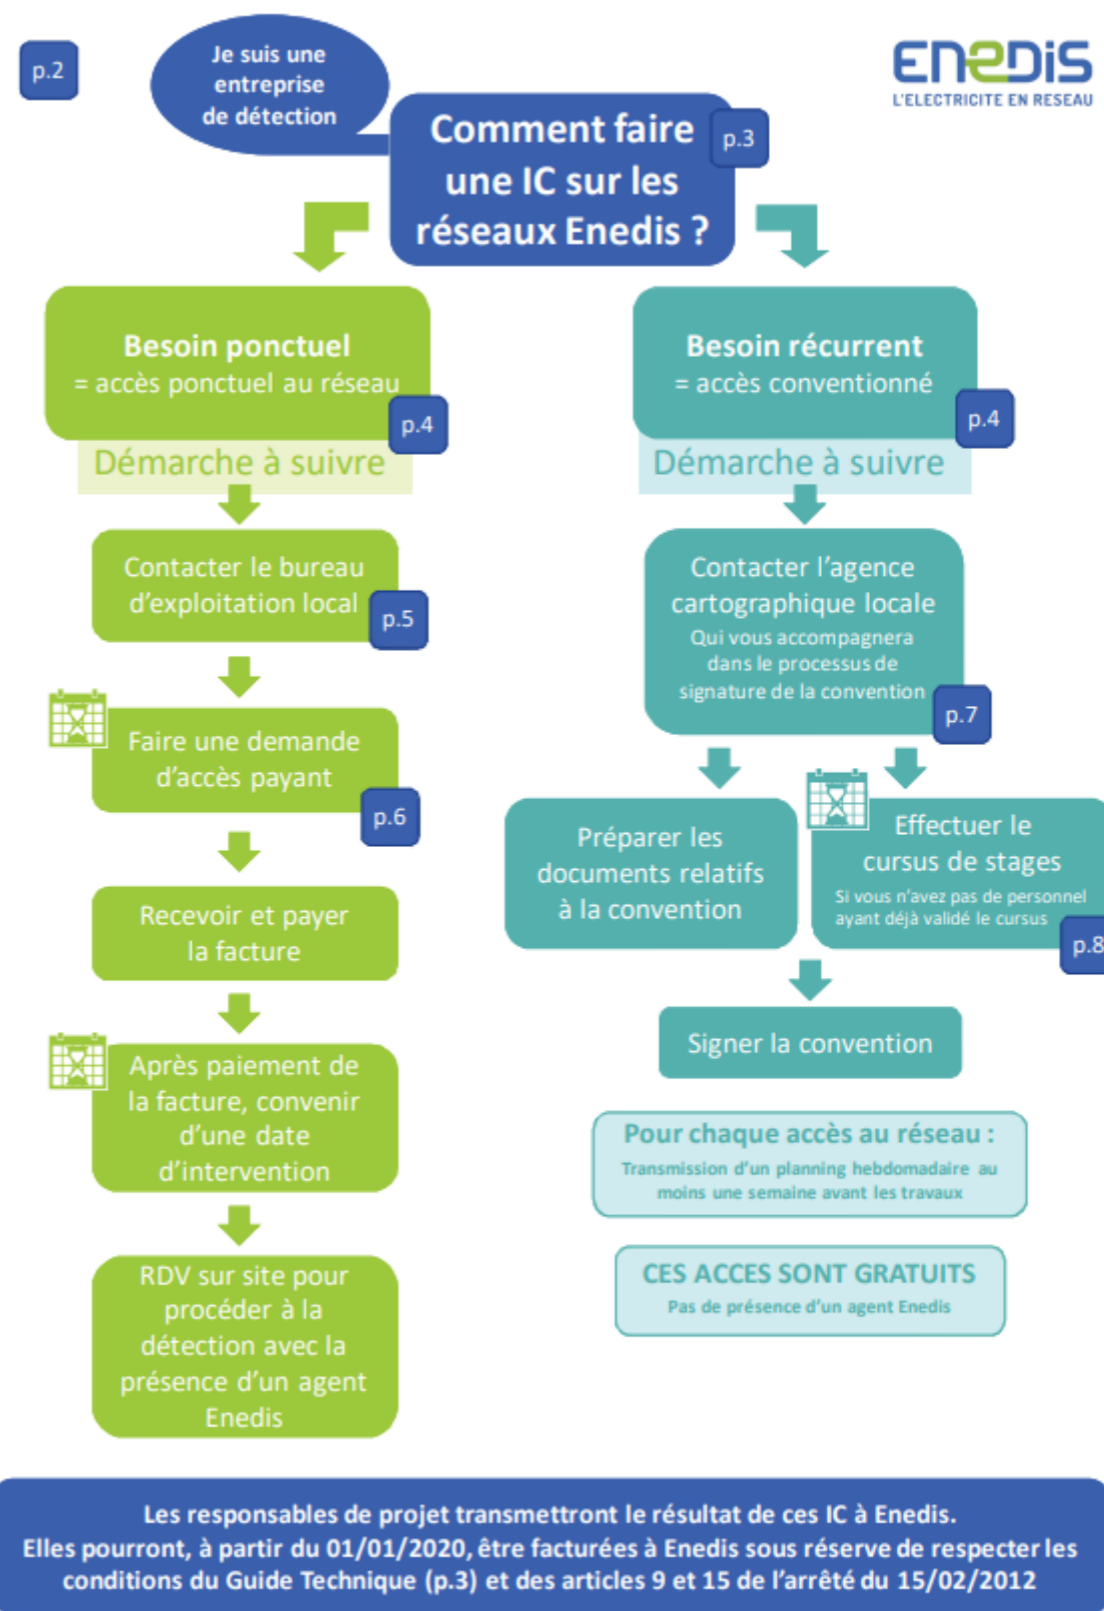 p.2
Je suis une
entreprise
de détection
enedis
L'ELECTRICITE EN RESEAU
Comment faire
une IC sur les
réseaux Enedis ?
p.3
Besoin ponctuel
= accès ponctuel au réseau
p.4
Démarche à suivre
Contacter le bureau
d'exploitation local
p.5
Faire une demande
d'accès payant
p.6
Recevoir et payer
la facture
Après paiement de
la facture, convenir
d'une date
d'intervention
RDV sur site pour
procéder à la
détection avec la
présence d'un agent
Enedis
Besoin récurrent
= accès conventionné
p.4
Démarche à suivre
Contacter l'agence
cartographique locale
Qui vous accompagnera
dans le processus de
signature de la convention
p.7
Préparer les
documents relatifs
à la convention
Effectuer le
cursus de stages
Si vous n'avez pas de personnel
ayant déjà validé le cursus
p.8
Signer la convention
Pour chaque accès au réseau :
Transmission d'un planning hebdomadaire au
moins une semaine avant les travaux
CES ACCES SONT GRATUITS
Pas de présence d'un agent Enedis
Les responsables de projet transmettront le résultat de ces IC à Enedis.
Elles pourront, à partir du 01/01/2020, être facturées à Enedis sous réserve de respecter les
conditions du Guide Technique (p.3) et des articles 9 et 15 de l'arrêté du 15/02/2012